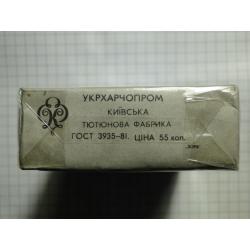 УКРХАРЧОПРОМ
КИЇВСЬКА
ТЮТЮНОВА ФАБРИКА
ГОСТ 3935-81. ЦІНА 55 коп.